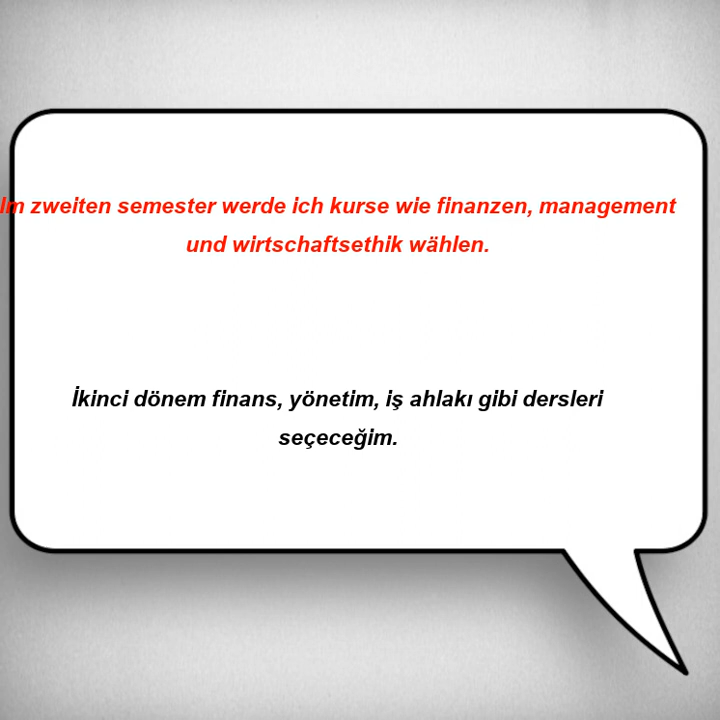 Im zweiten semester werde ich kurse wie finanzen, management
und wirtschaftsethik wählen.
İkinci dönem finans, yönetim, iş ahlakı gibi dersleri
seçeceğim.